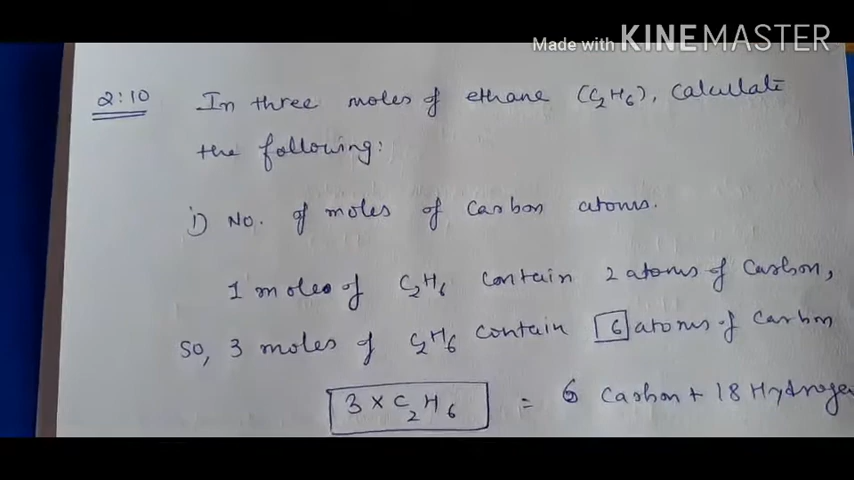 Made with KINEMASTER
2:10 In three moles of ethane (C₂H₆), calculate
the following:
i) No. of moles of carbon atoms.
1 moles of C₂H₆ contain 2 atoms of carbon,
So, 3 moles of C₂H₆ contain 6 atoms of carbon
3 × C₂H₆ = 6 Carbon + 18 Hydrogen